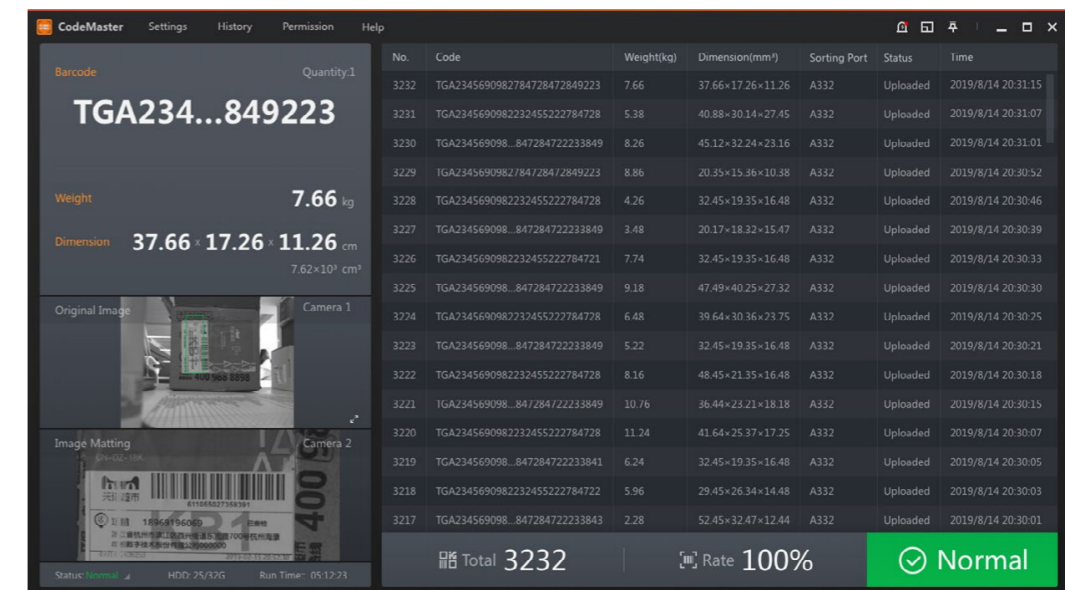 CodeMaster Settings History Permission Help
Barcode Quantity:1
TGA234...849223
Weight 7.66 kg
Dimension 37.66 × 17.26 × 11.26 cm
7.62×10³ cm³
Original Image Camera 1
400 988 8898
Image Matting Camera 2
CN-DZ-18K
天猫超市
611065027359391
400
18969196069
KB1
Status: Normal HDD: 25/32G Run Time: 05:12:23
No. Code Weight(kg) Dimension(mm³) Sorting Port Status Time
3232 TGA2345690982784728472849223 7.66 37.66×17.26×11.26 A332 Uploaded 2019/8/14 20:31:15
3231 TGA2345690982232455222784728 5.38 40.88×30.14×27.45 A332 Uploaded 2019/8/14 20:31:07
3230 TGA234569098...847284722233849 8.26 45.12×32.24×23.16 A332 Uploaded 2019/8/14 20:31:01
3229 TGA2345690982784728472849223 8.86 20.35×15.36×10.38 A332 Uploaded 2019/8/14 20:30:52
3228 TGA2345690982232455222784728 4.26 32.45×19.35×16.48 A332 Uploaded 2019/8/14 20:30:46
3227 TGA234569098...847284722233849 3.48 20.17×18.32×15.47 A332 Uploaded 2019/8/14 20:30:39
3226 TGA2345690982232455222784721 7.74 32.45×19.35×16.48 A332 Uploaded 2019/8/14 20:30:33
3225 TGA234569098...847284722233849 9.18 47.49×40.25×27.32 A332 Uploaded 2019/8/14 20:30:30
3224 TGA2345690982232455222784728 6.48 39.64×30.36×23.75 A332 Uploaded 2019/8/14 20:30:25
3223 TGA234569098...847284722233849 5.22 32.45×19.35×16.48 A332 Uploaded 2019/8/14 20:30:21
3222 TGA2345690982232455222784728 8.16 48.45×21.35×16.48 A332 Uploaded 2019/8/14 20:30:18
3221 TGA234569098...847284722233849 10.76 36.44×23.21×18.18 A332 Uploaded 2019/8/14 20:30:15
3220 TGA2345690982232455222784728 11.24 41.64×25.37×17.25 A332 Uploaded 2019/8/14 20:30:07
3219 TGA234569098...847284722233841 6.24 32.45×19.35×16.48 A332 Uploaded 2019/8/14 20:30:05
3218 TGA2345690982232455222784722 5.96 29.45×26.34×14.48 A332 Uploaded 2019/8/14 20:30:03
3217 TGA234569098...847284722233843 2.28 52.45×32.47×12.44 A332 Uploaded 2019/8/14 20:30:01
Total 3232 Rate 100% Normal